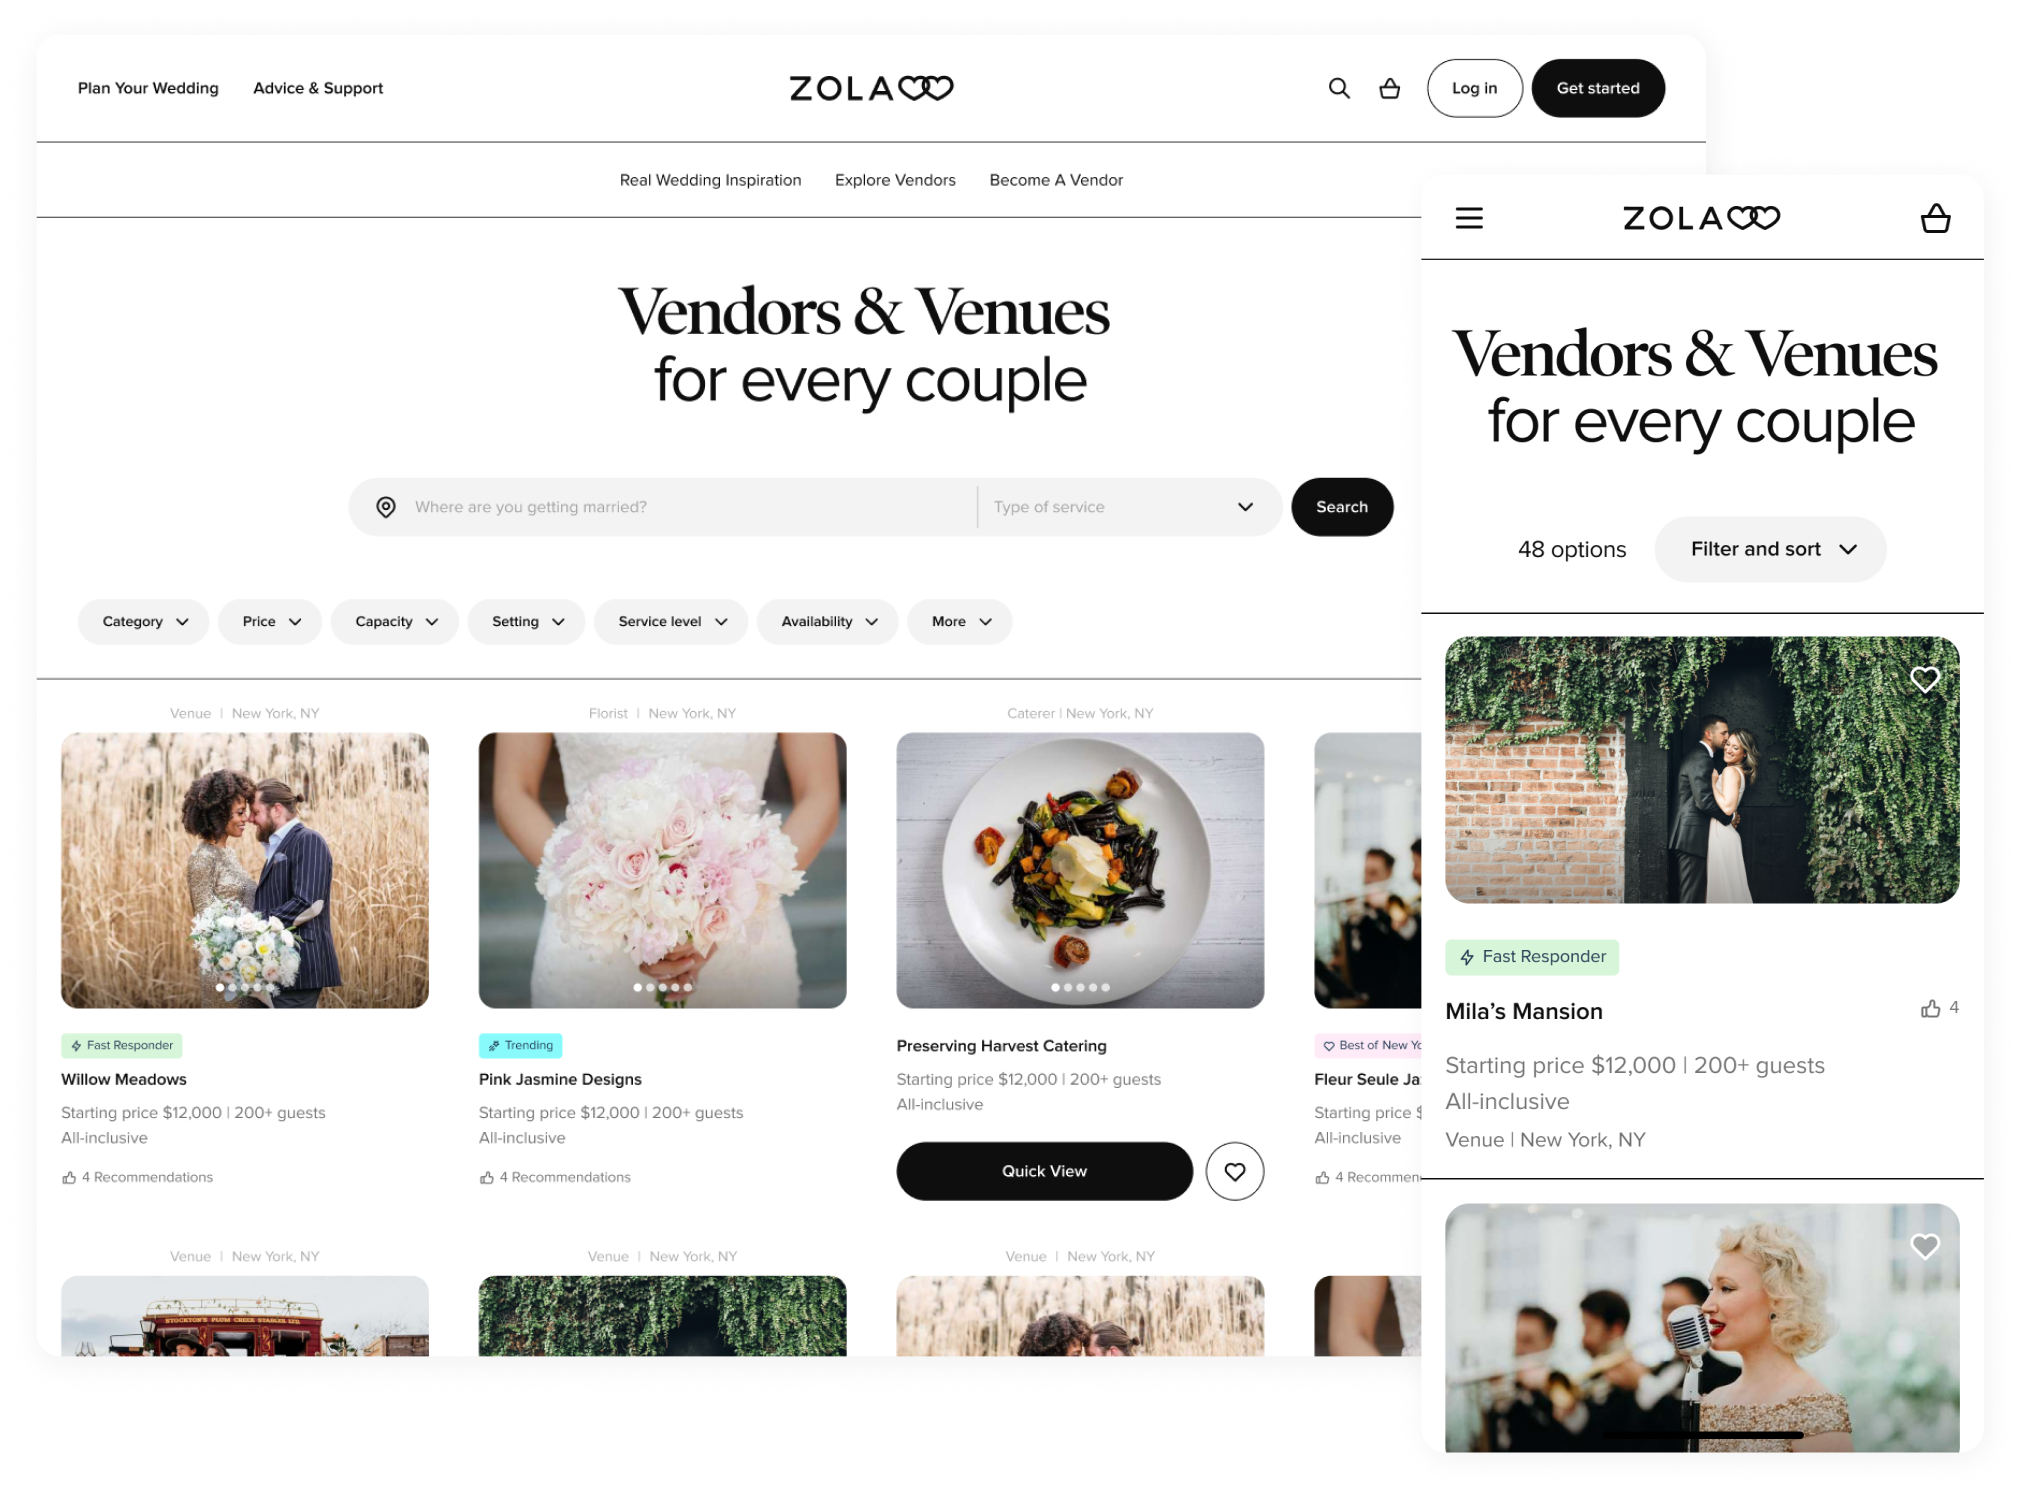 Plan Your Wedding
Advice & Support
ZOLA
Log in
Get started
Real Wedding Inspiration
Explore Vendors
Become A Vendor
Vendors & Venues
for every couple
Where are you getting married?
Type of service
Search
Category
Price
Capacity
Setting
Service level
Availability
More
Venue | New York, NY
Fast Responder
Willow Meadows
Starting price $12,000 | 200+ guests
All-inclusive
4 Recommendations
Florist | New York, NY
Trending
Pink Jasmine Designs
Starting price $12,000 | 200+ guests
All-inclusive
4 Recommendations
Caterer | New York, NY
Preserving Harvest Catering
Starting price $12,000 | 200+ guests
All-inclusive
Quick View
Best of New
Fleur Seule
Starting price
All-inclusive
4
Venue | New York, NY
STOCKTON'S PLUM CREEK STABLES LTD.
Venue | New York, NY
Venue | New York, NY
ZOLA
Vendors & Venues
for every couple
48 options
Filter and sort
Fast Responder
Mila’s Mansion
4
Starting price $12,000 | 200+ guests
All-inclusive
Venue | New York, NY